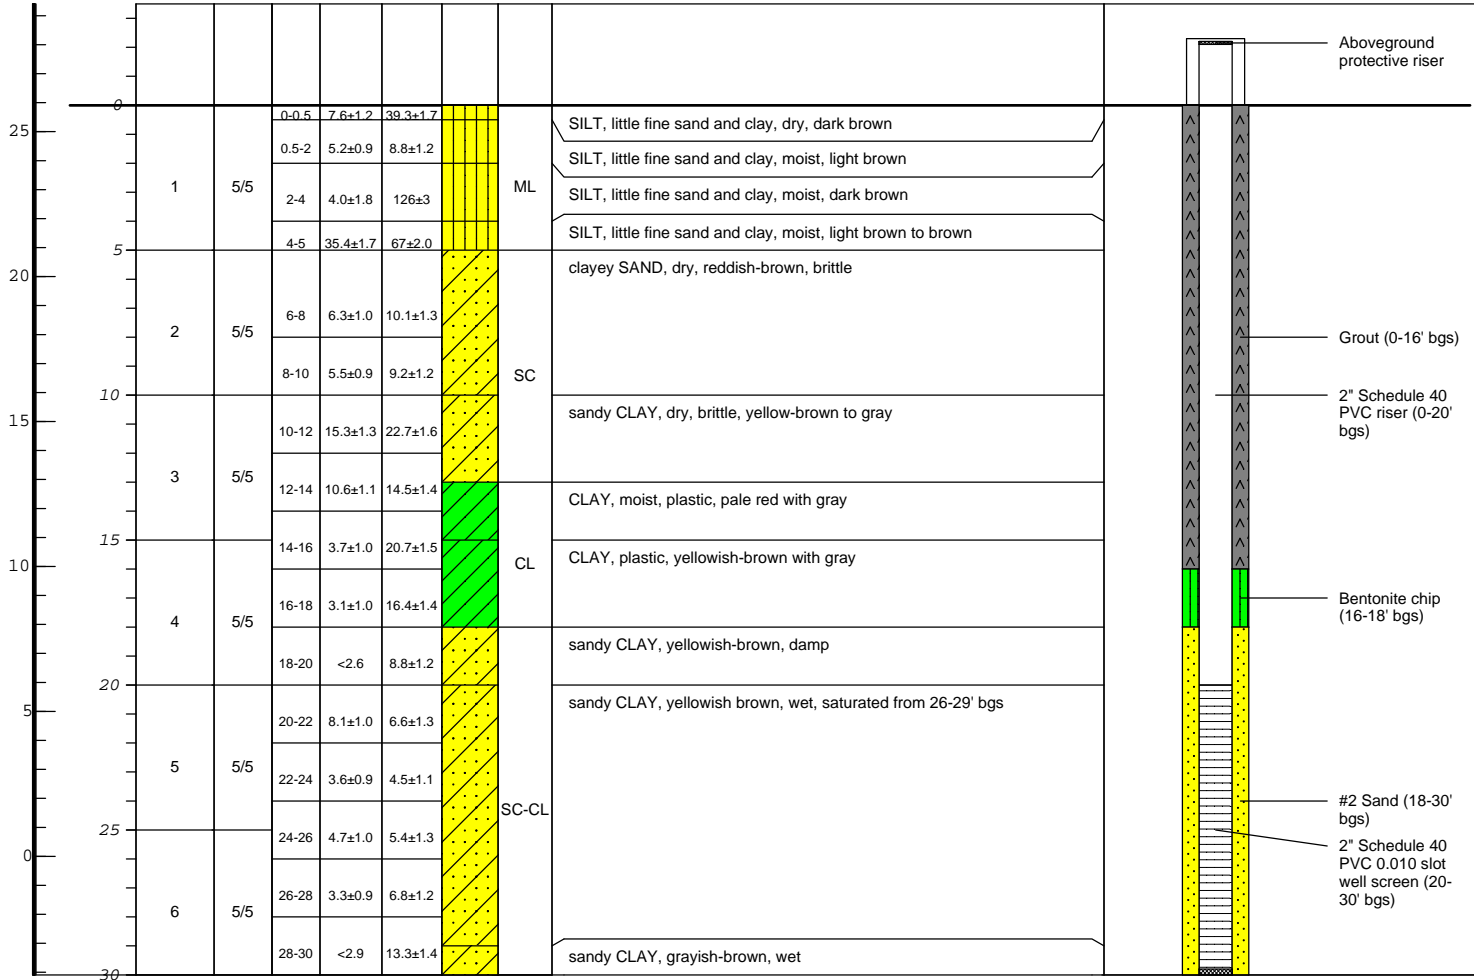 Aboveground
protective riser
0
0-0.5 7.6±1.2 39.3±1.7
SILT, little fine sand and clay, dry, dark brown
25
0.5-2 5.2±0.9 8.8±1.2
SILT, little fine sand and clay, moist, light brown
1 5/5 ML
2-4 4.0±1.8 126±3
SILT, little fine sand and clay, moist, dark brown
4-5 35.4±1.7 67±2.0
SILT, little fine sand and clay, moist, light brown to brown
5
clayey SAND, dry, reddish-brown, brittle
20
6-8 6.3±1.0 10.1±1.3
2 5/5
Grout (0-16' bgs)
8-10 5.5±0.9 9.2±1.2
SC
10
2" Schedule 40
PVC riser (0-20'
bgs)
sandy CLAY, dry, brittle, yellow-brown to gray
15
10-12 15.3±1.3 22.7±1.6
3 5/5
12-14 10.6±1.1 14.5±1.4
CLAY, moist, plastic, pale red with gray
15
14-16 3.7±1.0 20.7±1.5
CLAY, plastic, yellowish-brown with gray
10
CL
16-18 3.1±1.0 16.4±1.4
Bentonite chip
(16-18' bgs)
4 5/5
sandy CLAY, yellowish-brown, damp
18-20 <2.6 8.8±1.2
20
sandy CLAY, yellowish brown, wet, saturated from 26-29' bgs
5
20-22 8.1±1.0 6.6±1.3
5 5/5
22-24 3.6±0.9 4.5±1.1
#2 Sand (18-30'
bgs)
SC-CL
25
24-26 4.7±1.0 5.4±1.3
2" Schedule 40
PVC 0.010 slot
well screen (20-
30' bgs)
0
26-28 3.3±0.9 6.8±1.2
6 5/5
28-30 <2.9 13.3±1.4
sandy CLAY, grayish-brown, wet
30